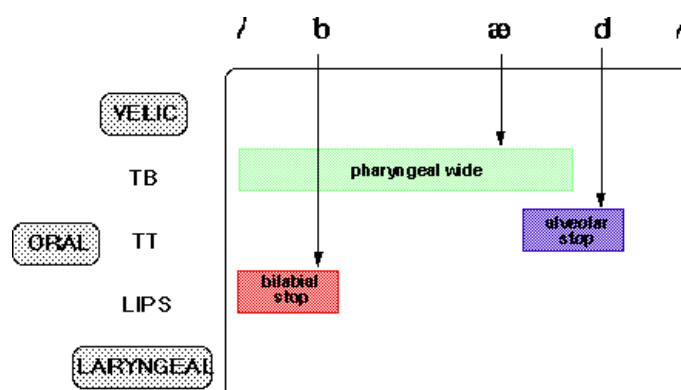 / b æ d /
VELIC
TB pharyngeal wide
alveolar
ORAL TT stop
bilabial
LIPS stop
LARYNGEAL